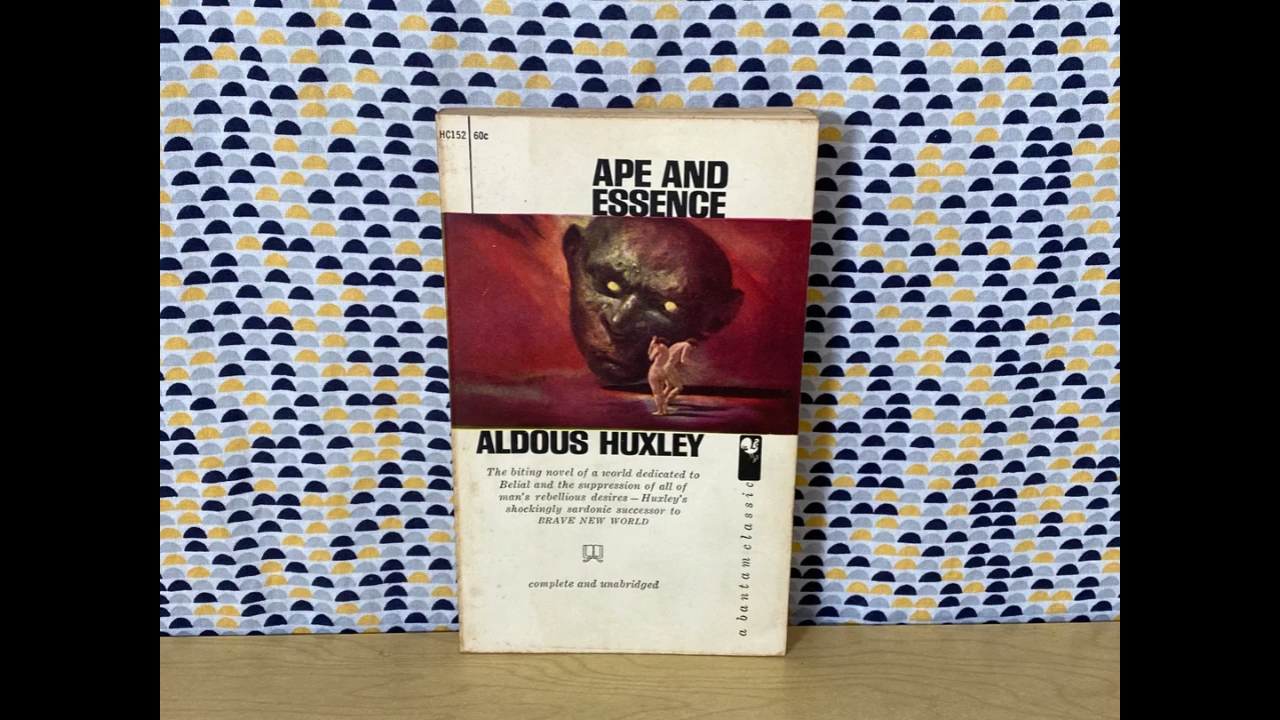 HC152 60c
APE AND
ESSENCE
ALDOUS HUXLEY
The biting novel of a world dedicated to
Belial and the suppression of all of
man's rebellious desires — Huxley's
shockingly sardonic successor to
BRAVE NEW WORLD
complete and unabridged
a bantam classic